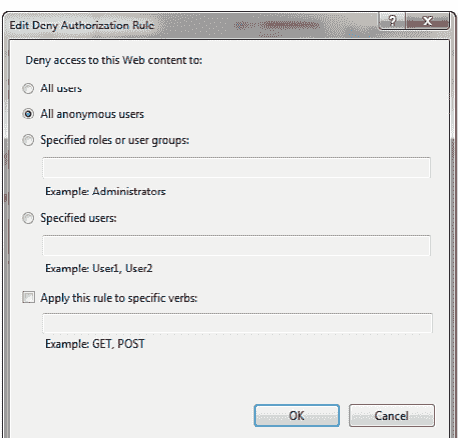 Edit Deny Authorization Rule
Deny access to this Web content to:
All users
All anonymous users
Specified roles or user groups:
Example: Administrators
Specified users:
Example: User1, User2
Apply this rule to specific verbs:
Example: GET, POST
OK Cancel